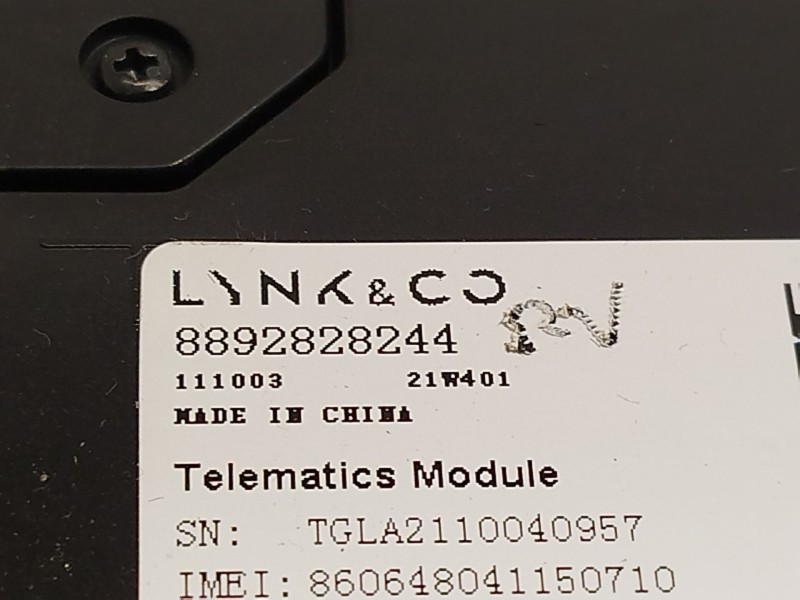 LYNK & CO
8892828244
111003 21W401
MADE IN CHINA
Telematics Module
SN: TGLA2110040957
IMEI: 860648041150710